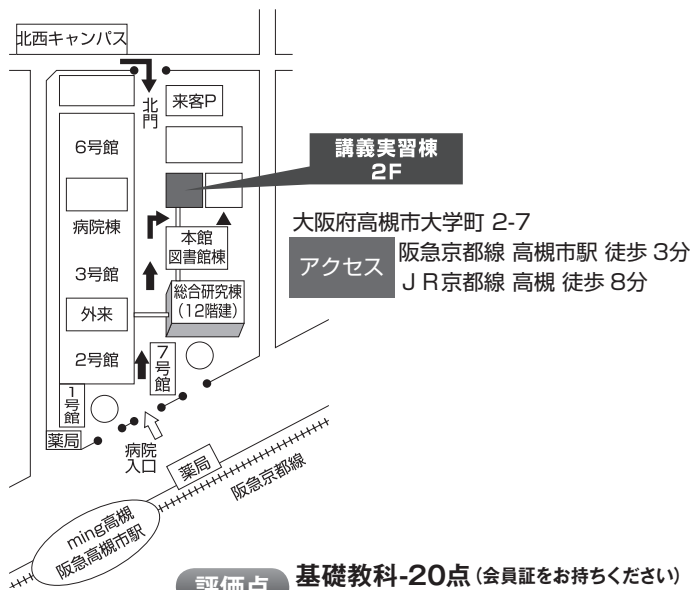 北西キャンパス
北門
来客P
6号館
講義実習棟
2F
大阪府高槻市大学町 2-7
アクセス
阪急京都線 高槻市駅 徒歩 3分
JR京都線 高槻 徒歩 8分
病院棟
本館
図書館棟
3号館
総合研究棟
(12階建)
外来
2号館
7号館
1号館
薬局
病院
入口
薬局
阪急京都線
ming高槻
阪急高槻市駅
評価点
基礎教科-20点(会員証をお持ちください)